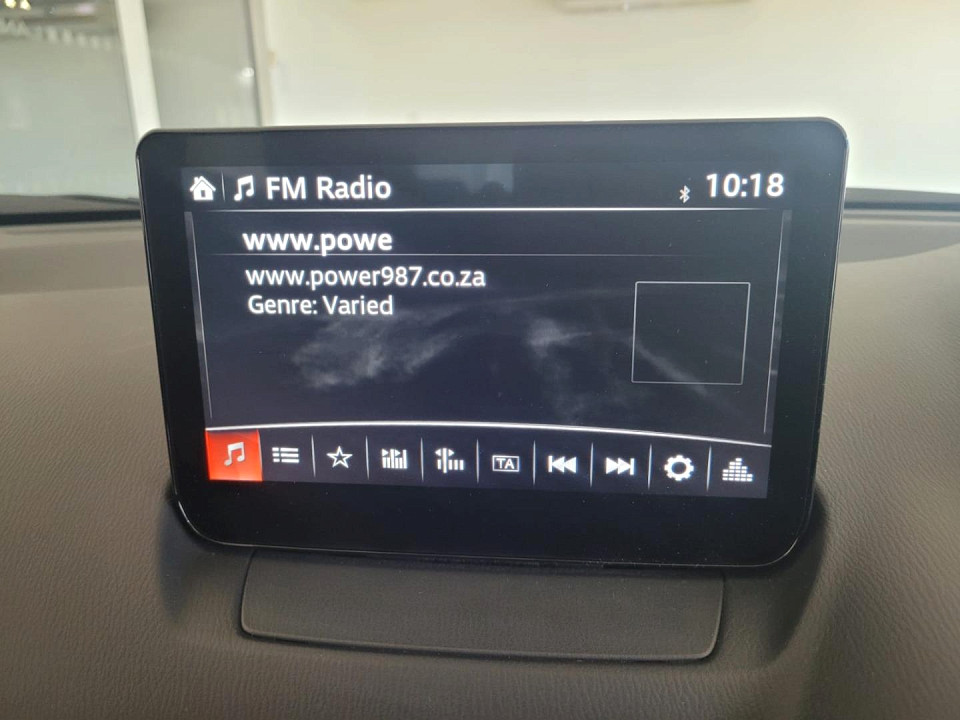 FM Radio
10:18
www.powe
www.power987.co.za
Genre: Varied
TA